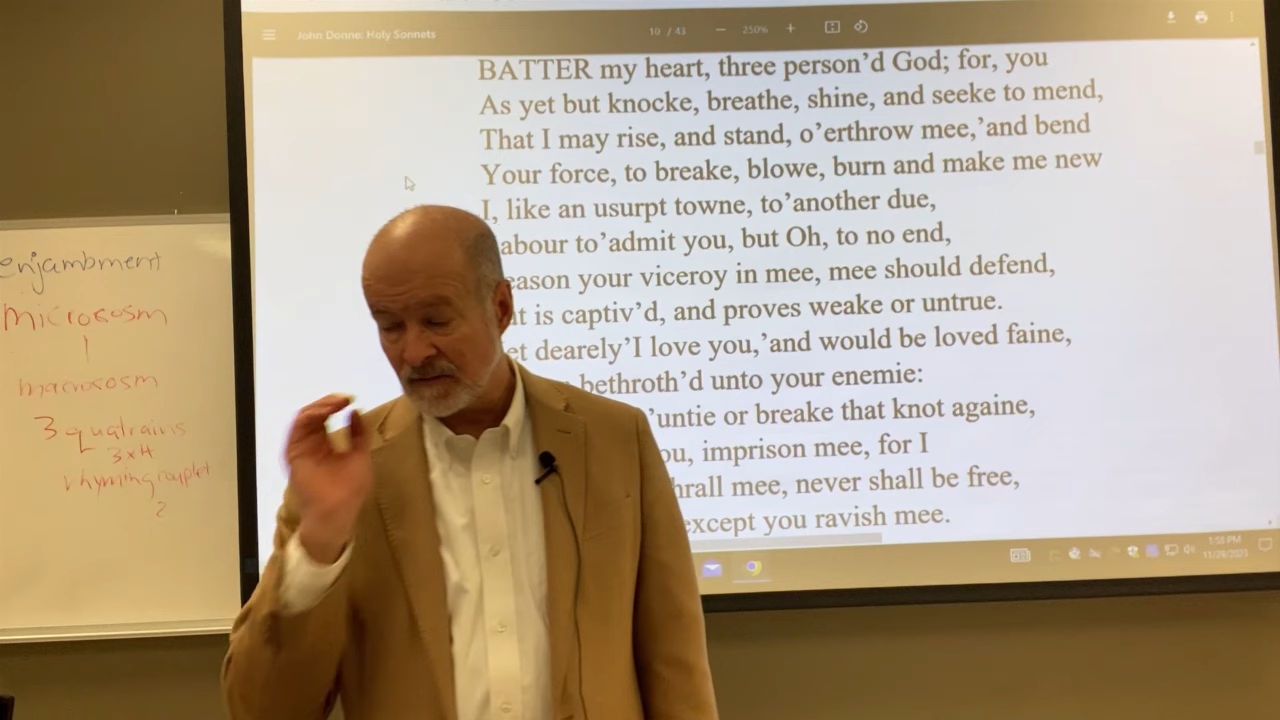 John Donne: Holy Sonnets
10 / 43
250%
BATTER my heart, three person’d God; for, you
As yet but knocke, breathe, shine, and seeke to mend,
That I may rise, and stand, o’erthrow mee,’and bend
Your force, to breake, blowe, burn and make me new
I, like an usurpt towne, to’another due,
abour to’admit you, but Oh, to no end,
eason your viceroy in mee, mee should defend,
t is captiv’d, and proves weake or untrue.
et dearely’I love you,’and would be loved faine,
bethroth’d unto your enemie:
’untie or breake that knot againe,
ou, imprison mee, for I
hrall mee, never shall be free,
except you ravish mee.
1:58 PM
enjambment
microcosm
macrocosm
3 quatrains
3x4
rhyming couplet
2